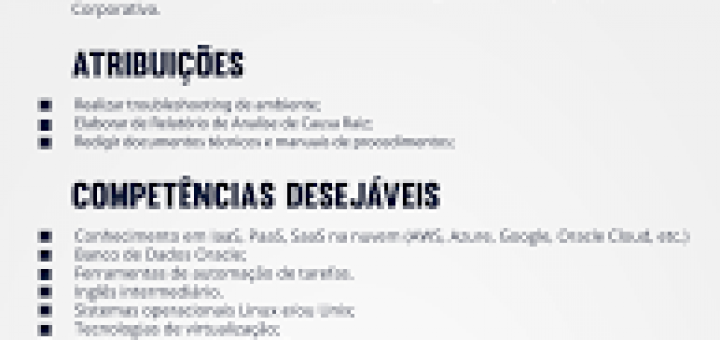 Corporativo.
ATRIBUIÇÕES
Realizar troubleshooting de ambiente;
Elaborar de Relatório de Analise de Causa Raiz;
Redigir documentos técnicos e manuais de procedimentos;
COMPETÊNCIAS DESEJÁVEIS
Conhecimento em IaaS, PaaS, SaaS na nuvem (AWS, Azure, Google, Oracle Cloud, etc.)
Banco de Dados Oracle;
Ferramentas de automação de tarefas.
Inglês intermediário.
Sistemas operacionais Linux e/ou Unix;
Tecnologias de virtualização;